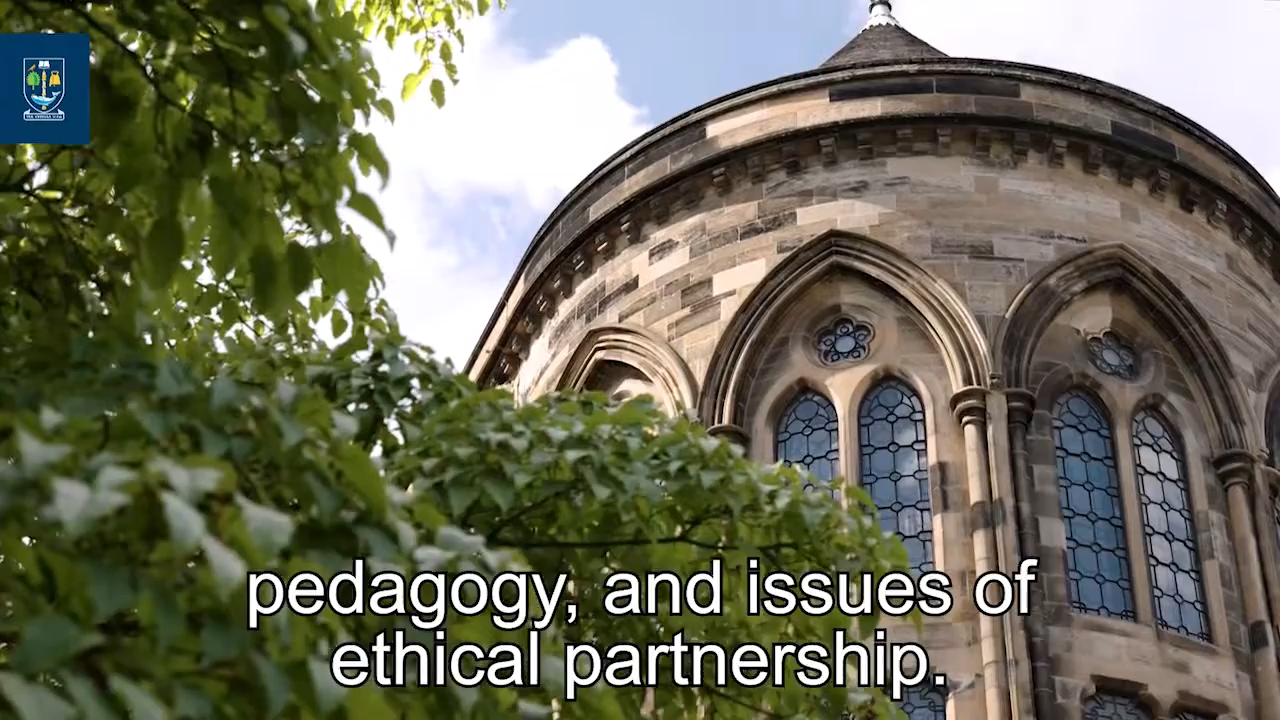 pedagogy, and issues of
ethical partnership.